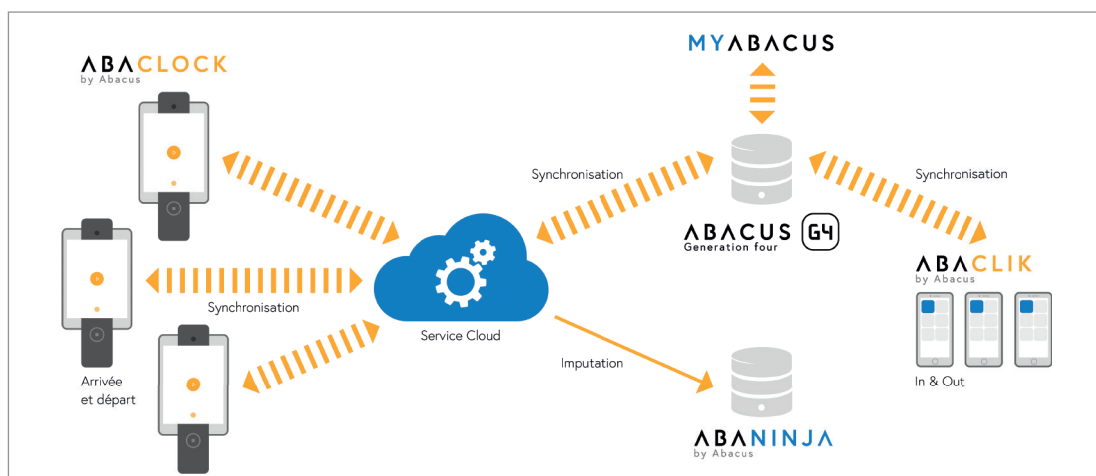 ABACLOCK
by Abacus
MYABACUS
Synchronisation
Synchronisation
ABACUS G4
Generation four
ABACLIK
by Abacus
Synchronisation
Service Cloud
Imputation
Arrivée
et départ
In & Out
ABANINJA
by Abacus